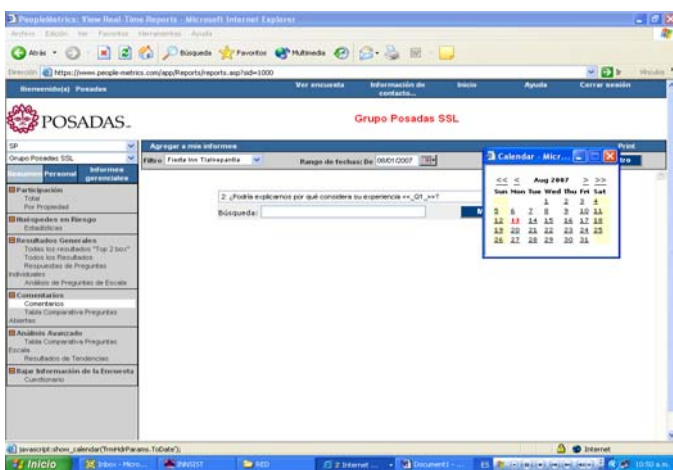 PeopleMetrics: View Real-Time Reports - Microsoft Internet Explorer
Archivo Edición Ver Favoritos Herramientas Ayuda
Atrás Búsqueda Favoritos Multimedia
Dirección https://www.people-metrics.com/app/Reports/reports.asp?sid=1000 Ir Vínculos
Bienvenido(a) Posadas Ver encuesta Información de contacto... Inicio Ayuda Cerrar sesión
POSADAS. Grupo Posadas SSL
SP Agregar a mis informes Print
Grupo Posadas SSL Filtro Fiesta Inn Tlalnepantla Rango de fechas: De 08/01/2007
Resumen Personal Informes gerenciales
Participación
Total
Por Propiedad
Huéspedes en Riesgo
Estadísticas
Resultados Generales
Todos los resultados "Top 2 box"
Todos los Resultados
Respuestas de Preguntas
Individuales
Análisis de Preguntas de Escala
Comentarios
Comentarios
Tabla Comparativa Preguntas
Abiertas
Análisis Avanzado
Tabla Comparativa Preguntas
Escala
Resultados de Tendencias
Bajar Información de la Encuesta
Cuestionario
2 ¿Podría explicarnos por qué considera su experiencia <<_Q1_>>?
Búsqueda:
Calendar - Micr...
<< < Aug 2007 > >>
Sun Mon Tue Wed Thu Fri Sat
1 2 3 4
5 6 7 8 9 10 11
12 13 14 15 16 17 18
19 20 21 22 23 24 25
26 27 28 29 30 31
javascript:show_calendar('frmHdrParams.ToDate'); Internet
Inicio Inbox - Micro... INNSIST RED 2 Internet ... Document1 - ... ES 10:50 a.m.